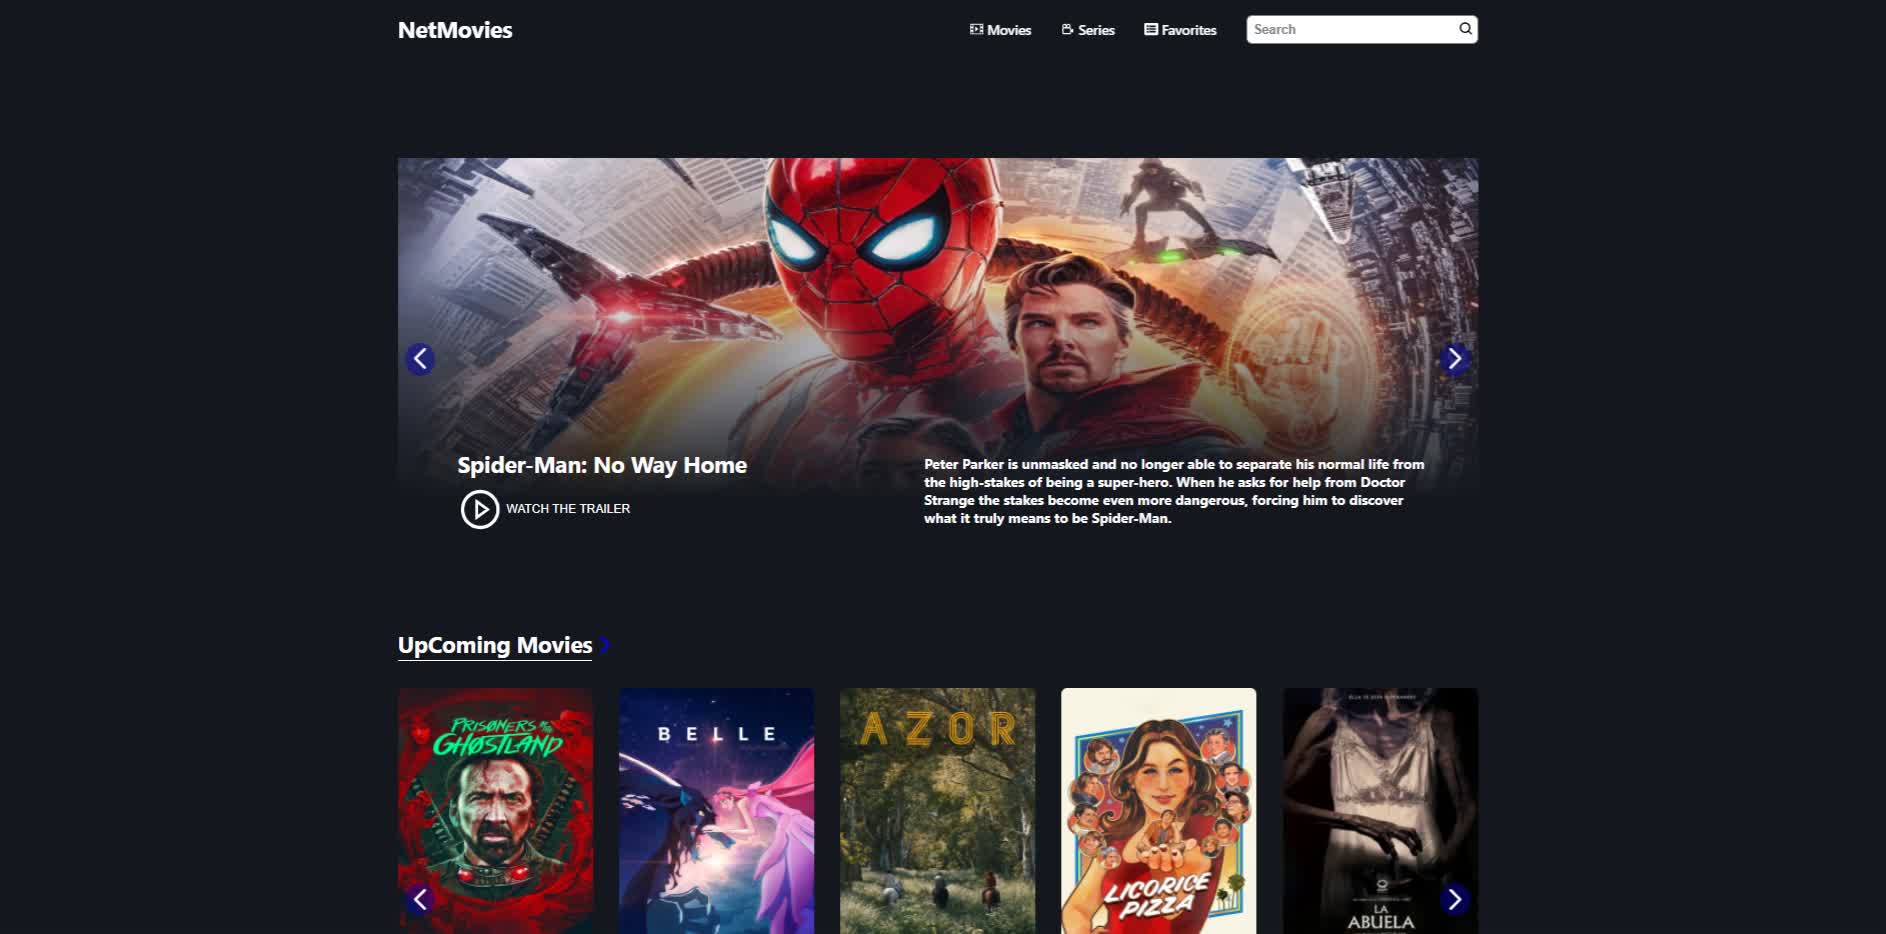 NetMovies
Movies
Series
Favorites
Search
Spider-Man: No Way Home
WATCH THE TRAILER
Peter Parker is unmasked and no longer able to separate his normal life from
the high-stakes of being a super-hero. When he asks for help from Doctor
Strange the stakes become even more dangerous, forcing him to discover
what it truly means to be Spider-Man.
UpComing Movies
PRISØNERS OF THE
GHØSTLAND
BELLE
AZOR
LICORICE
PIZZA
LA
ABUELA